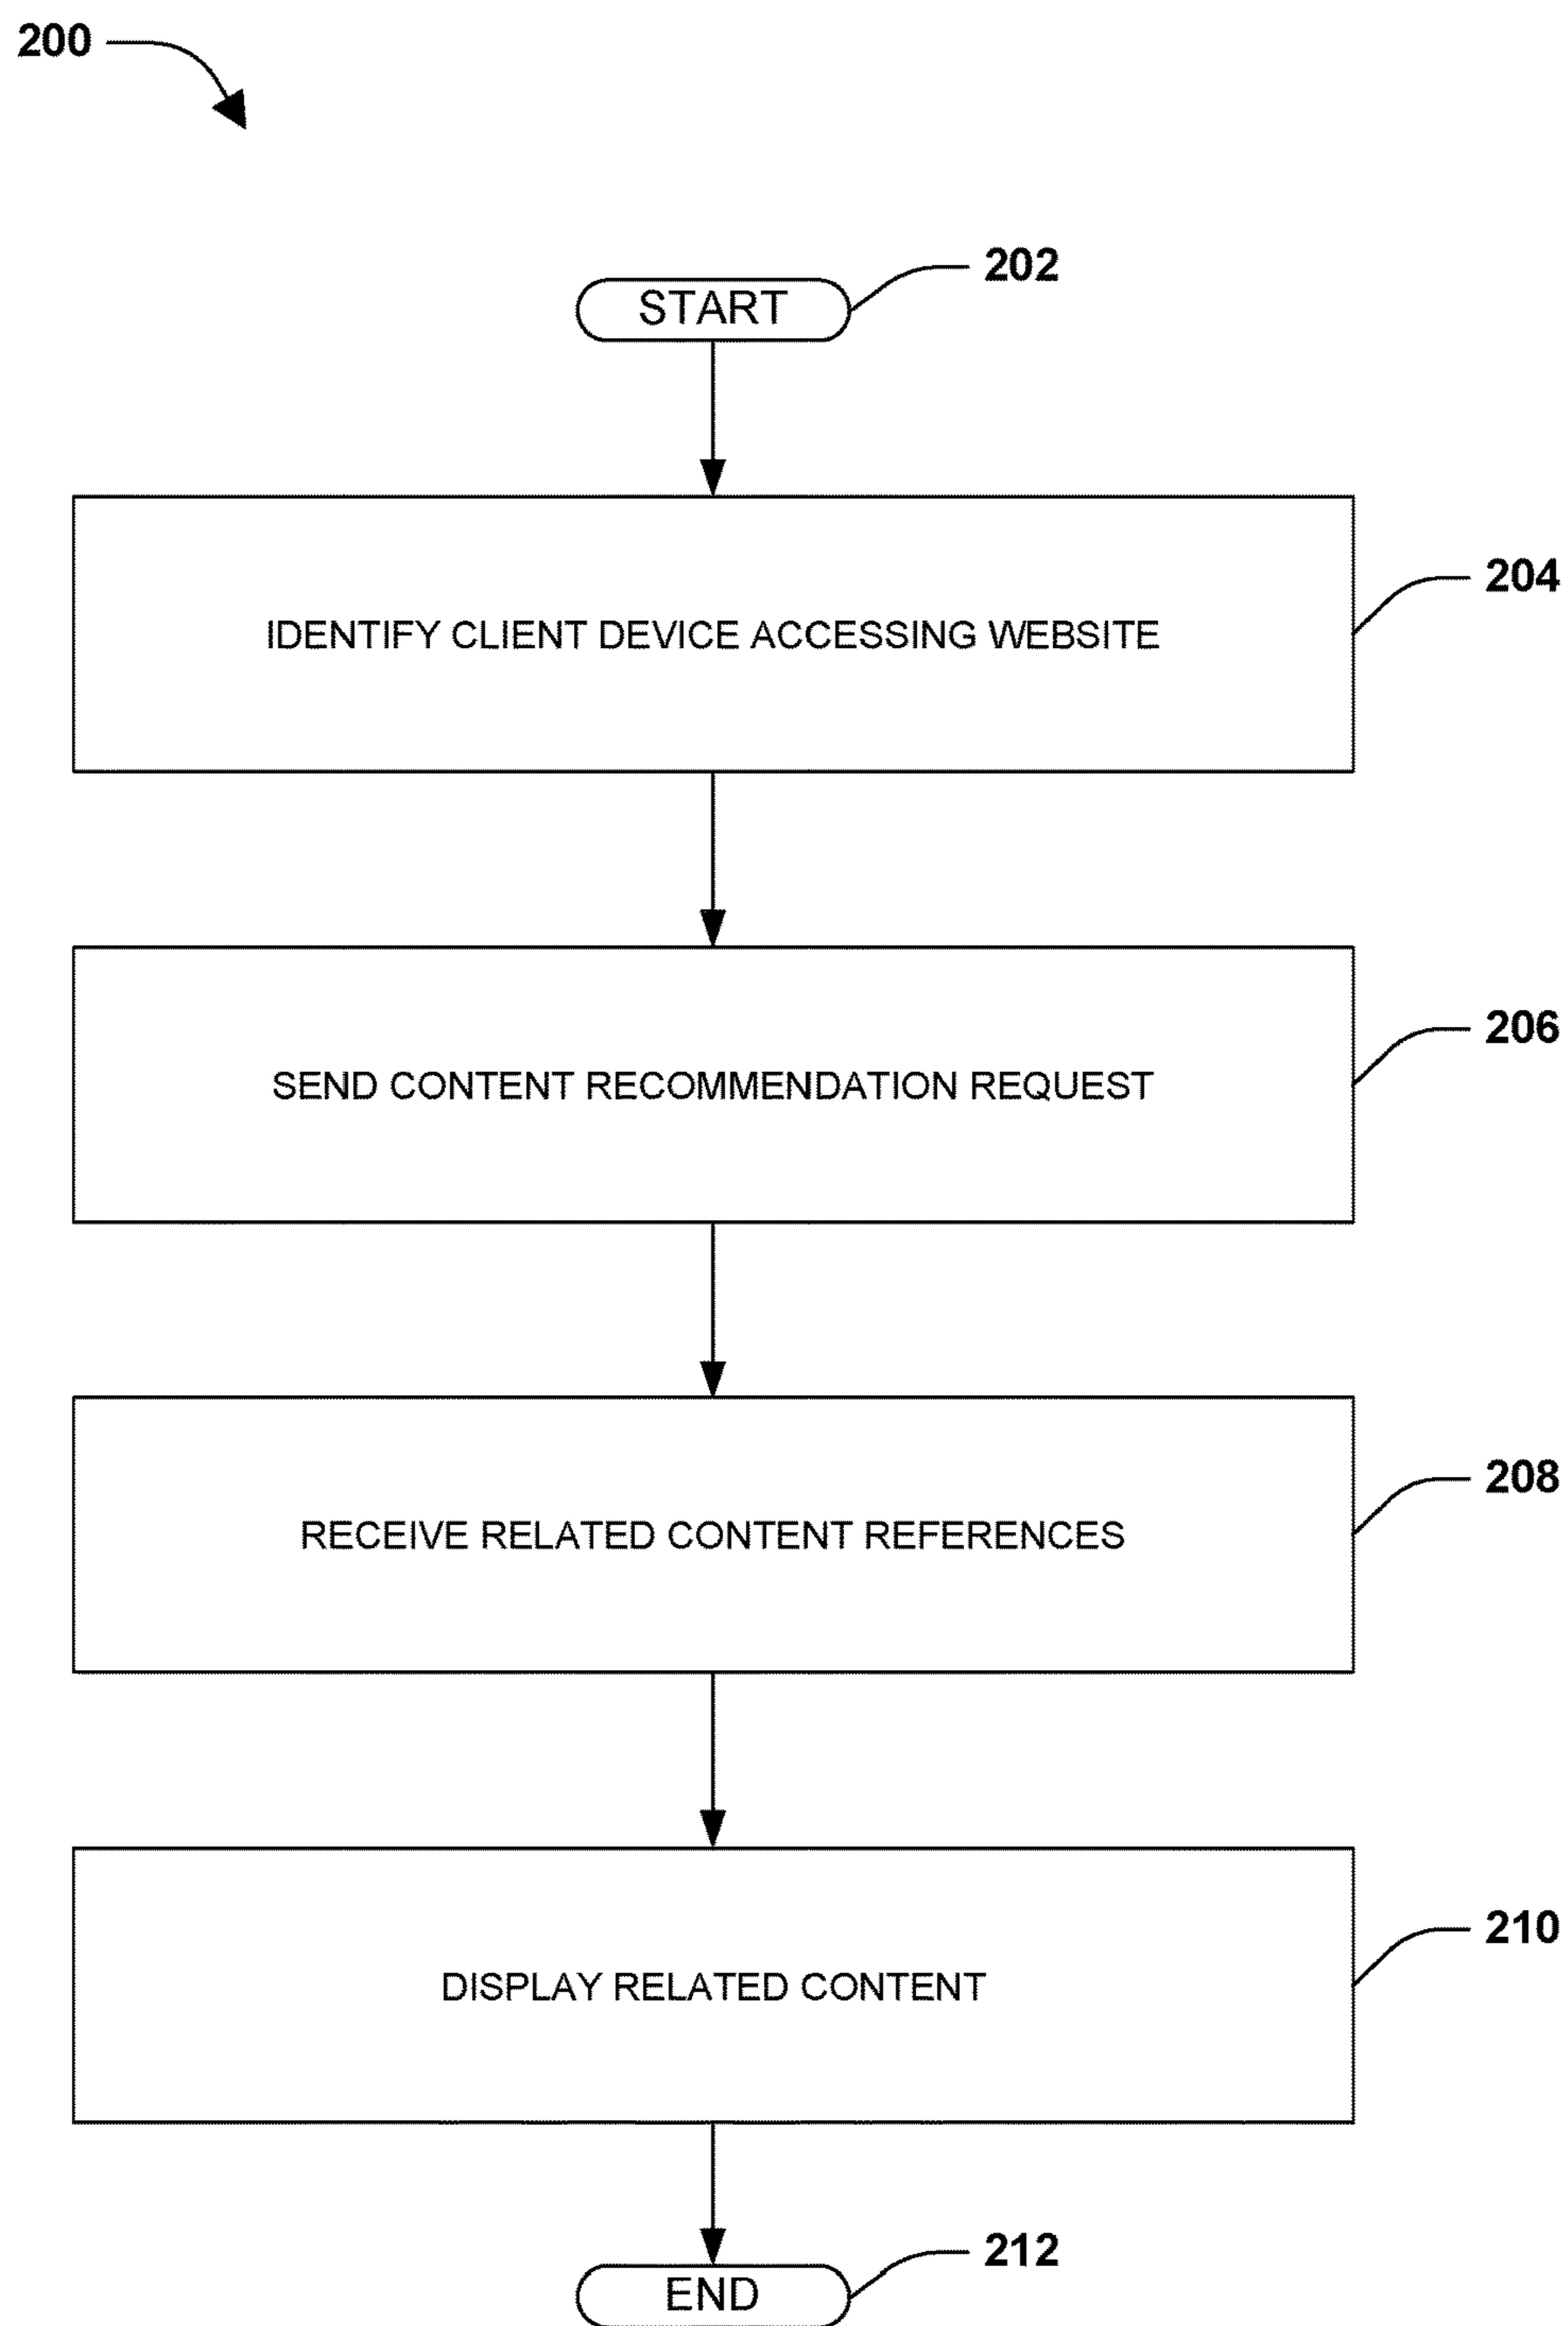 200
202
START
204
IDENTIFY CLIENT DEVICE ACCESSING WEBSITE
206
SEND CONTENT RECOMMENDATION REQUEST
208
RECEIVE RELATED CONTENT REFERENCES
210
DISPLAY RELATED CONTENT
212
END